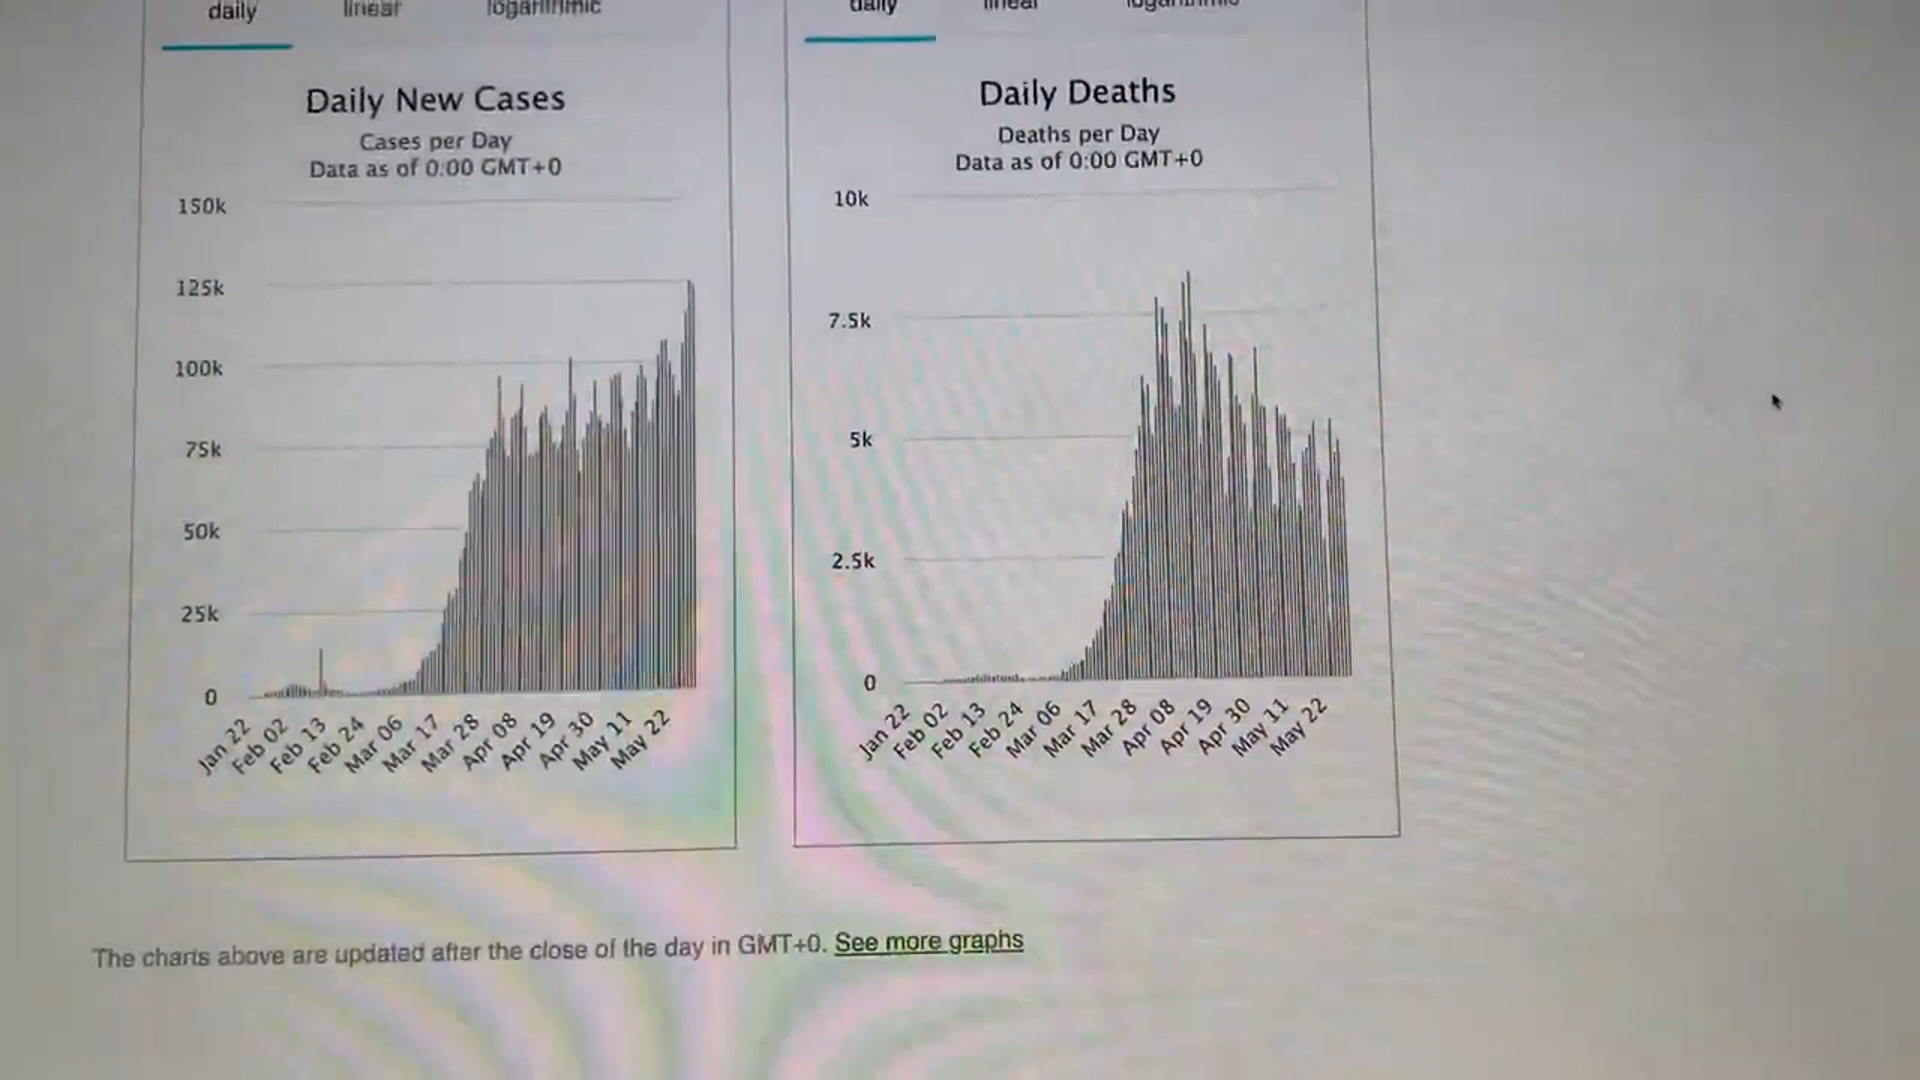 daily linear logarithmic
Daily New Cases
Cases per Day
Data as of 0:00 GMT+0
150k
125k
100k
75k
50k
25k
0
Jan 22 Feb 02 Feb 13 Feb 24 Mar 06 Mar 17 Mar 28 Apr 08 Apr 19 Apr 30 May 11 May 22
daily linear logarithmic
Daily Deaths
Deaths per Day
Data as of 0:00 GMT+0
10k
7.5k
5k
2.5k
0
Jan 22 Feb 02 Feb 13 Feb 24 Mar 06 Mar 17 Mar 28 Apr 08 Apr 19 Apr 30 May 11 May 22
The charts above are updated after the close of the day in GMT+0. See more graphs